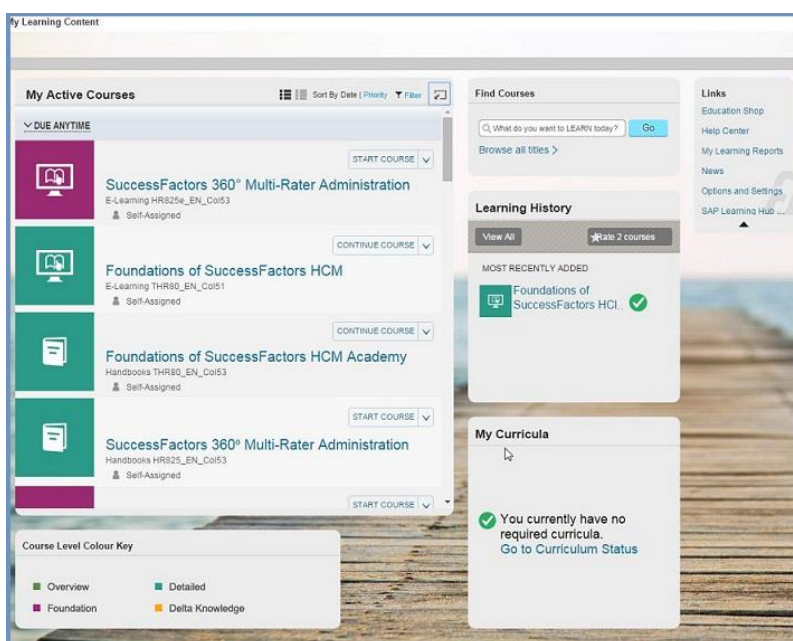 My Learning Content
My Active Courses
Sort By Date | Priority Filter
DUE ANYTIME
START COURSE
SuccessFactors 360° Multi-Rater Administration
E-Learning HR825e_EN_Col53
Self-Assigned
CONTINUE COURSE
Foundations of SuccessFactors HCM
E-Learning THR80_EN_Col51
Self-Assigned
CONTINUE COURSE
Foundations of SuccessFactors HCM Academy
Handbooks THR80_EN_Col53
Self-Assigned
START COURSE
SuccessFactors 360º Multi-Rater Administration
Handbooks HR825_EN_Col53
Self-Assigned
START COURSE
Course Level Colour Key
Overview
Detailed
Foundation
Delta Knowledge
Find Courses
What do you want to LEARN today? Go
Browse all titles >
Learning History
View All Rate 2 courses
MOST RECENTLY ADDED
Foundations of
SuccessFactors HCI..
My Curricula
You currently have no
required curricula.
Go to Curriculum Status
Links
Education Shop
Help Center
My Learning Reports
News
Options and Settings
SAP Learning Hub ...